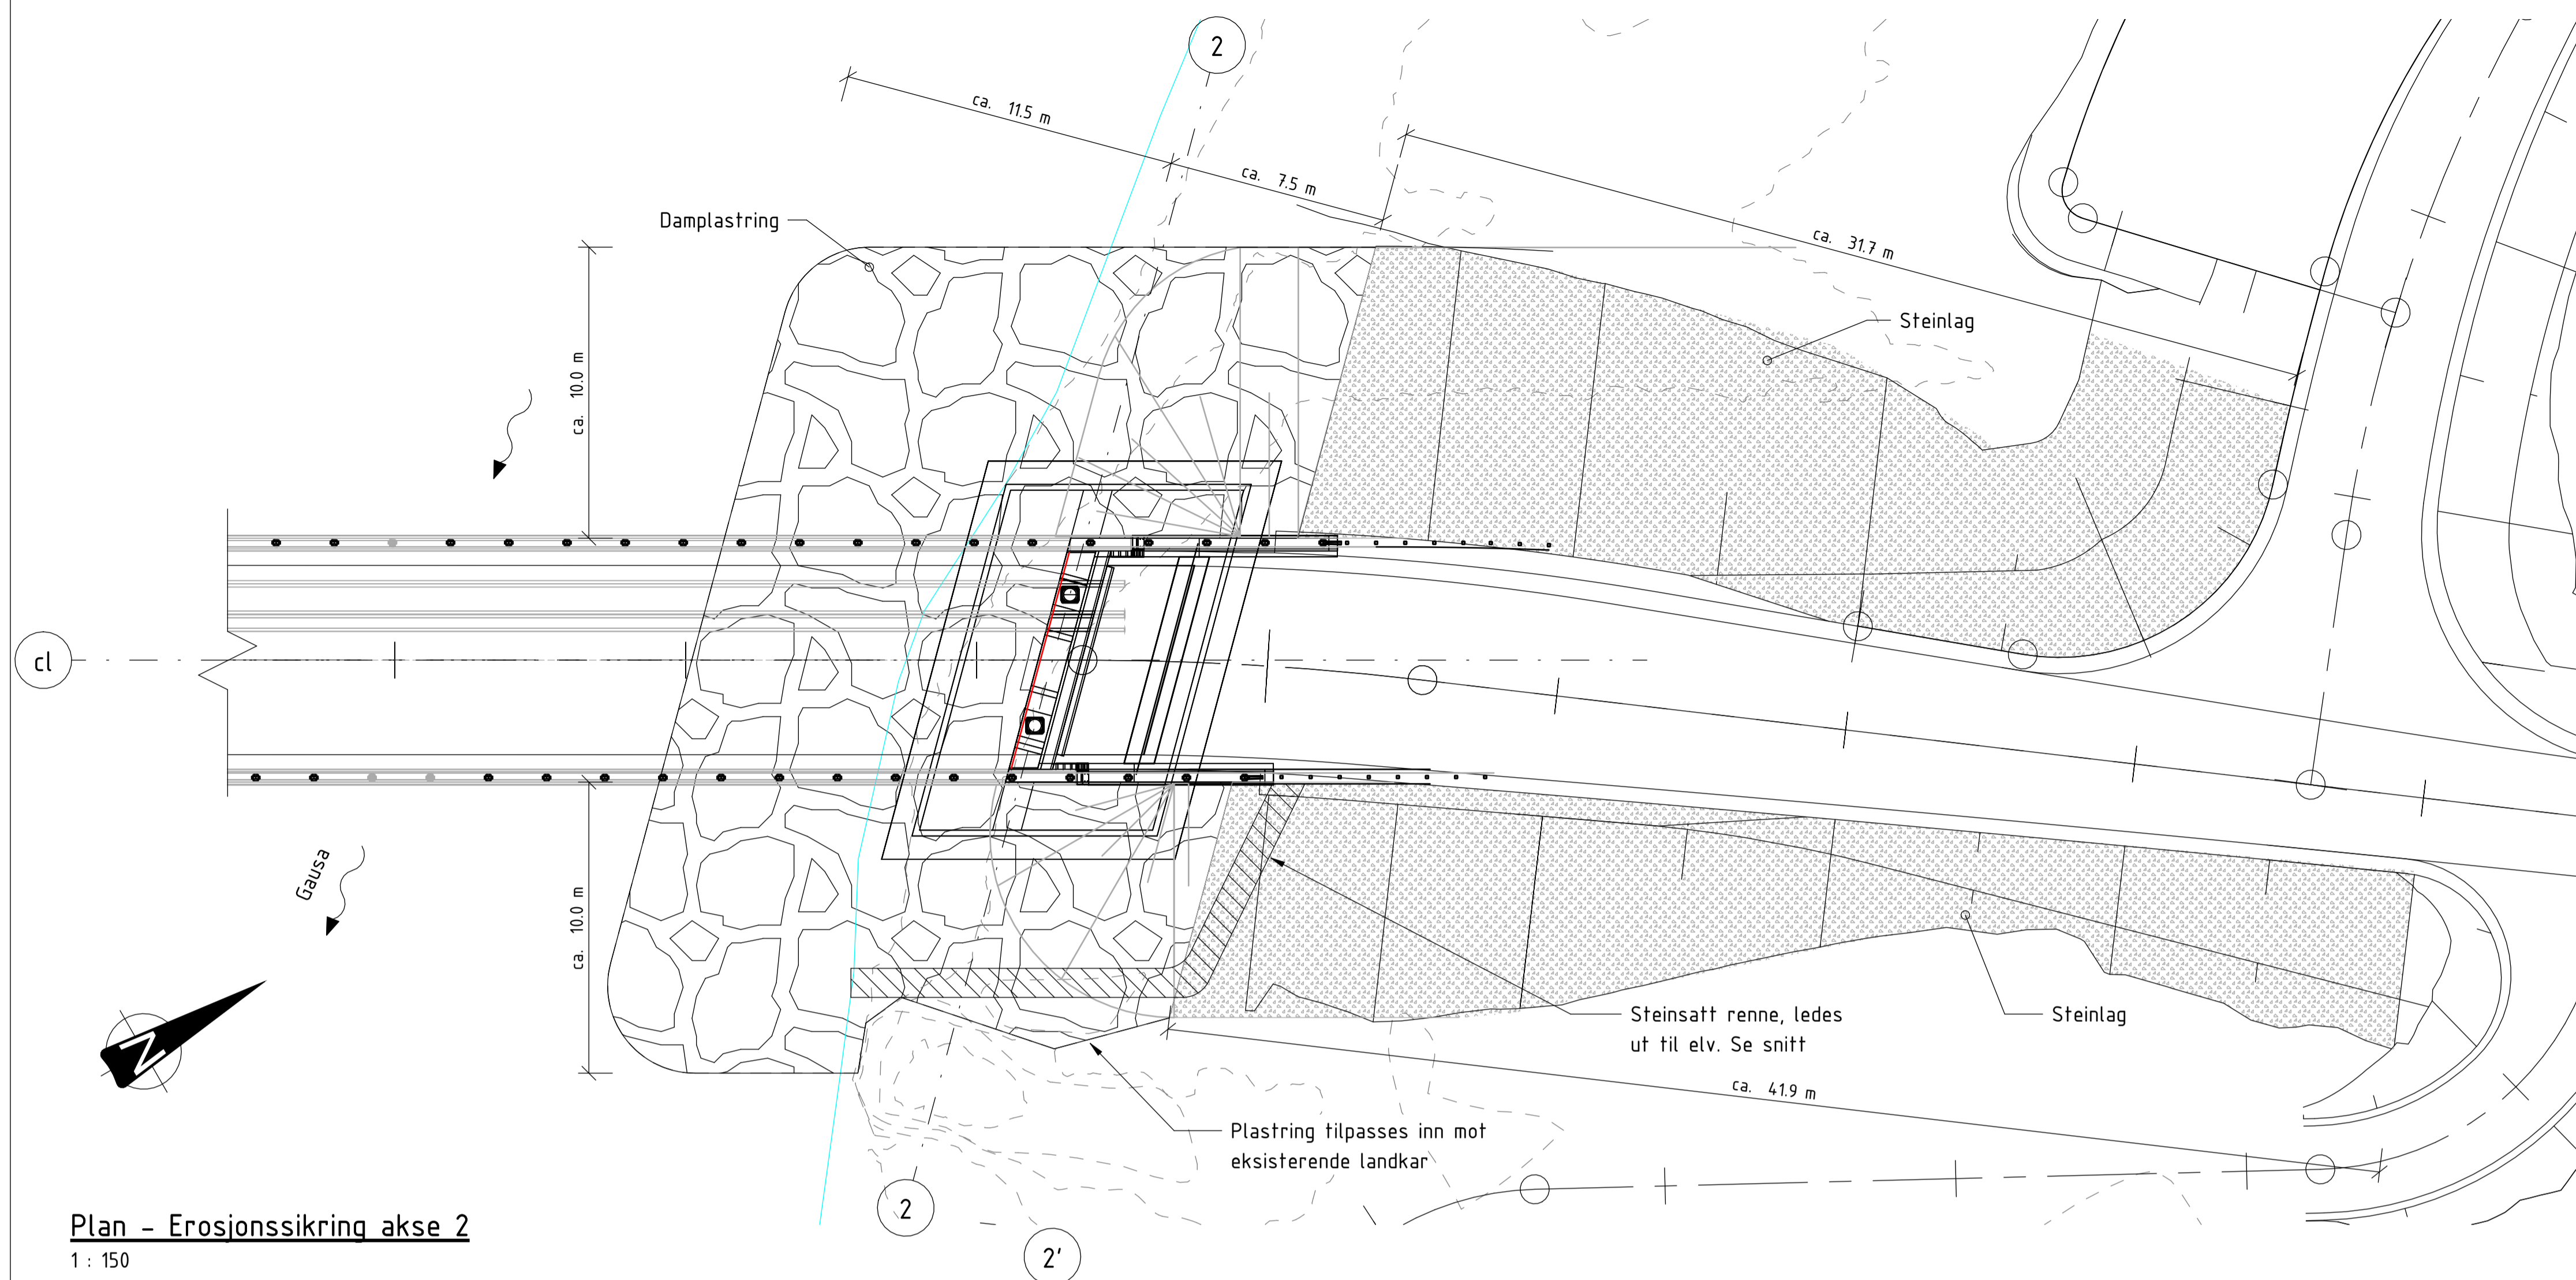 2
ca. 11.5 m
ca. 7.5 m
Damplastring
ca. 31.7 m
Steinlag
ca. 10.0 m
cl
Gausa
ca. 10.0 m
N
Steinsatt renne, ledes
ut til elv. Se snitt
Steinlag
ca. 41.9 m
Plastring tilpasses inn mot
eksisterende landkar
2
2'
Plan - Erosjonssikring akse 2
1 : 150